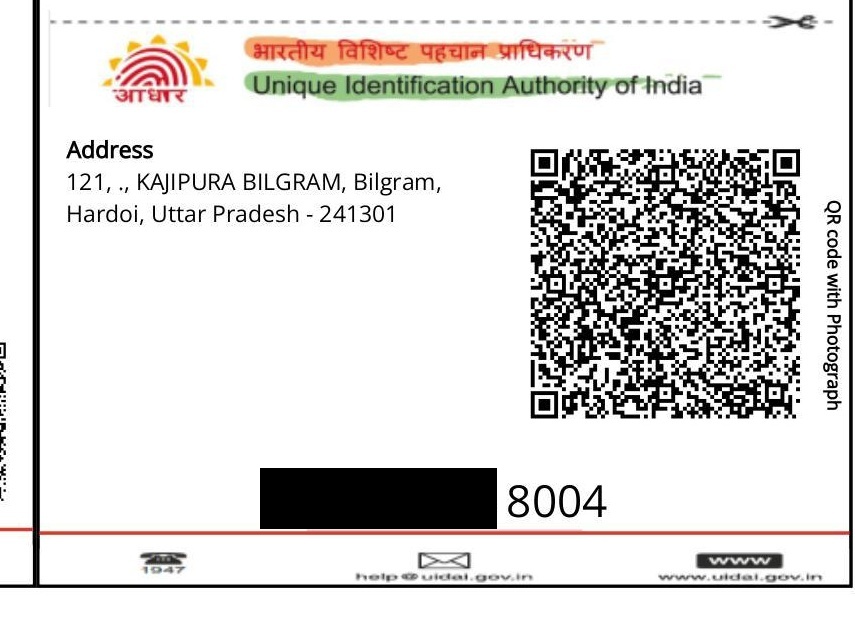 भारतीय विशिष्ट पहचान प्राधिकरण
आधार
Unique Identification Authority of India
Address
121, ., KAJIPURA BILGRAM, Bilgram,
Hardoi, Uttar Pradesh - 241301
QR code with Photograph
8004
1947
help@uidai.gov.in
WWW
www.uidai.gov.in